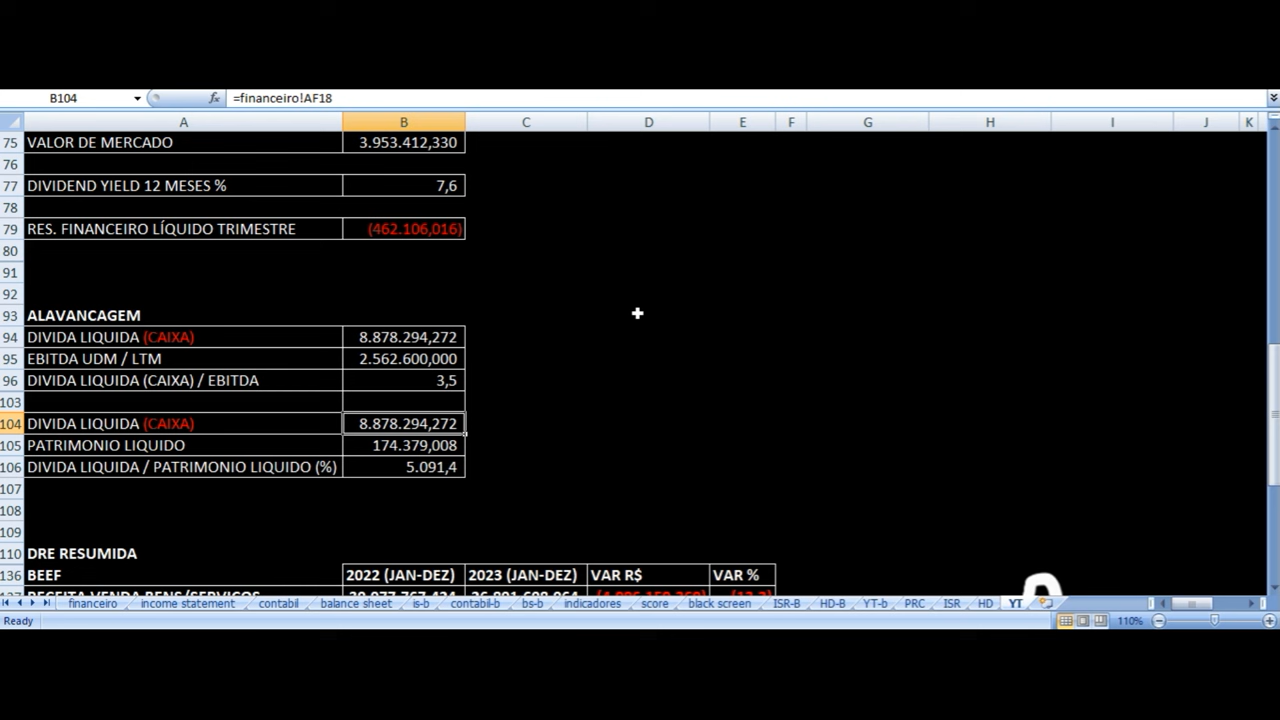 B104 fx =financeiro!AF18
A B C D E F G H I J K
75 VALOR DE MERCADO 3.953.412,330
76
77 DIVIDEND YIELD 12 MESES % 7,6
78
79 RES. FINANCEIRO LÍQUIDO TRIMESTRE (462.106,016)
80
91
92
93 ALAVANCAGEM
94 DIVIDA LIQUIDA (CAIXA) 8.878.294,272
95 EBITDA UDM / LTM 2.562.600,000
96 DIVIDA LIQUIDA (CAIXA) / EBITDA 3,5
103
104 DIVIDA LIQUIDA (CAIXA) 8.878.294,272
105 PATRIMONIO LIQUIDO 174.379,008
106 DIVIDA LIQUIDA / PATRIMONIO LIQUIDO (%) 5.091,4
107
108
109
110 DRE RESUMIDA
136 BEEF 2022 (JAN-DEZ) 2023 (JAN-DEZ) VAR R$ VAR %
137 RECEITA VENDA BENS/SERVIÇOS
financeiro income statement contabil balance sheet is-b contabil-b bs-b indicadores score black screen ISR-B HD-B YT-b PRC ISR HD YT
Ready 110%